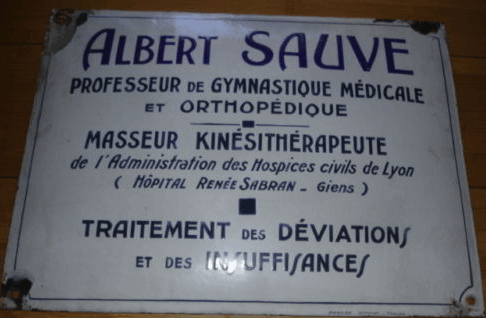 ALBERT SAUVE
PROFESSEUR DE GYMNASTIQUE MÉDICALE
ET ORTHOPÉDIQUE
MASSEUR KINÉSITHÉRAPEUTE
de l'Administration des Hospices civils de Lyon
( HÔPITAL RENÉE SABRAN - Giens )
TRAITEMENT DES DÉVIATIONS
ET DES INSUFFISANCES